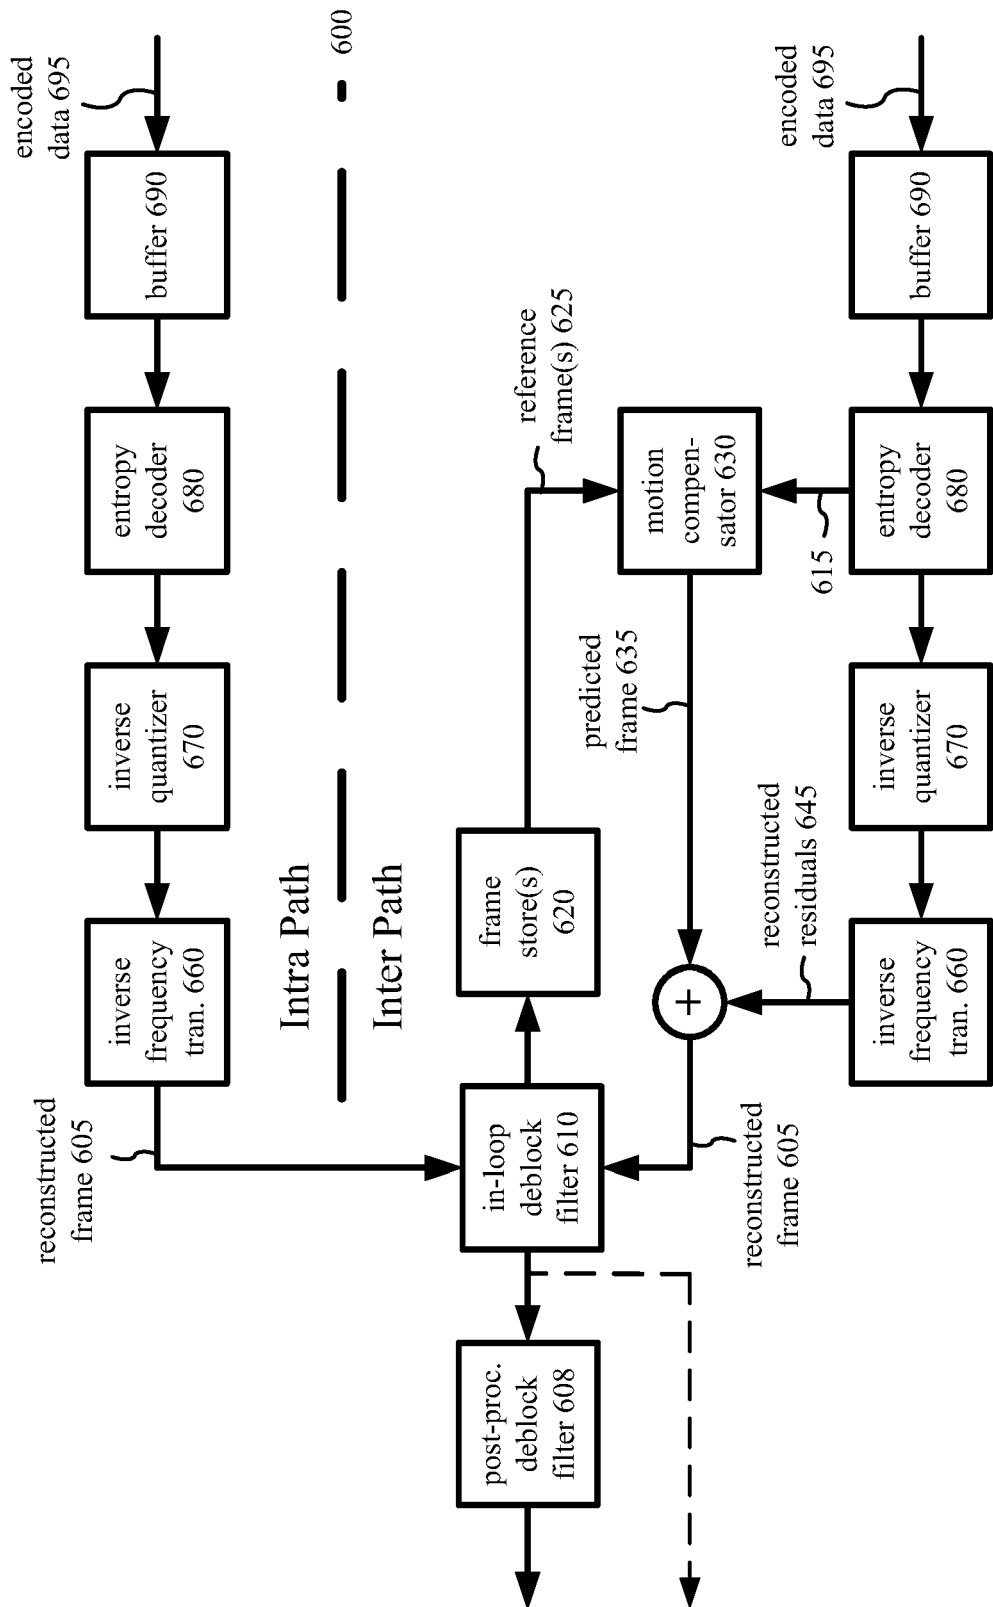 encoded
data 695
buffer 690
entropy
decoder
680
inverse
quantizer
670
inverse
frequency
tran. 660
reconstructed
frame 605
600
Intra Path
Inter Path
reference
frame(s) 625
motion
compen-
sator 630
predicted
frame 635
frame
store(s)
620
in-loop
deblock
filter 610
post-proc.
deblock
filter 608
+
reconstructed
frame 605
encoded
data 695
buffer 690
615
entropy
decoder
680
inverse
quantizer
670
reconstructed
residuals 645
inverse
frequency
tran. 660